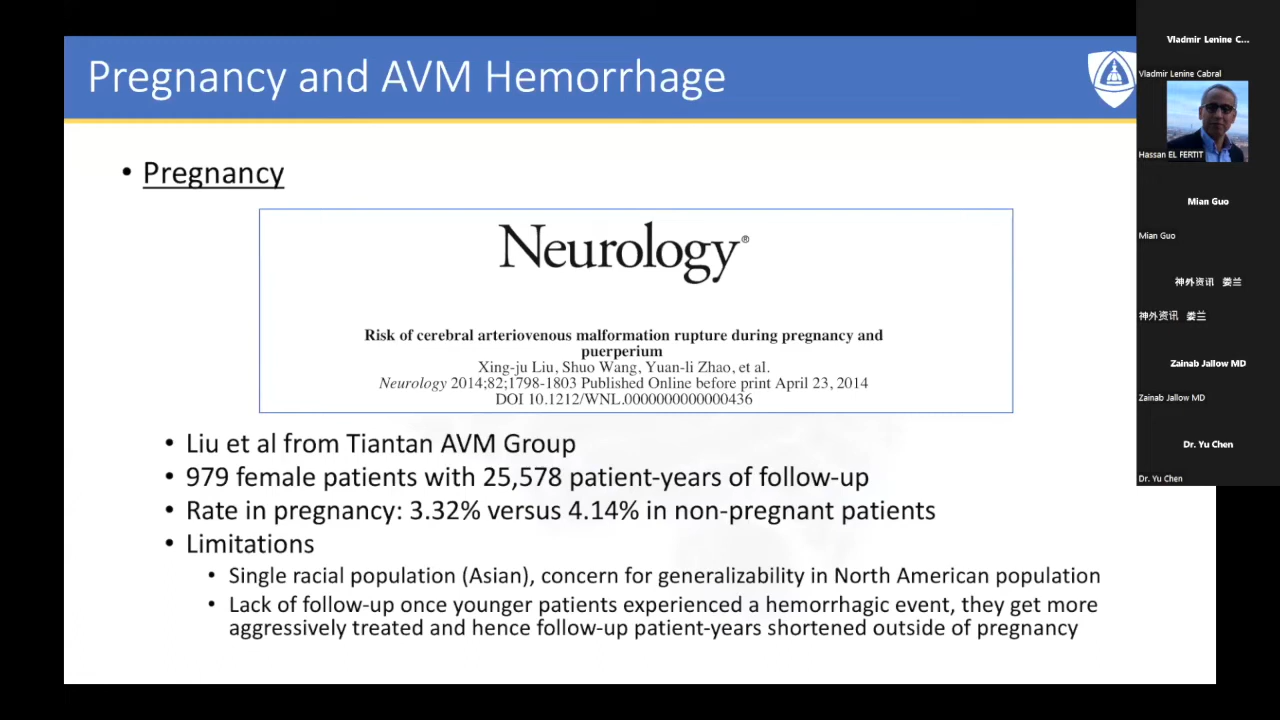 Pregnancy and AVM Hemorrhage
• Pregnancy
Neurology®
Risk of cerebral arteriovenous malformation rupture during pregnancy and
puerperium
Xing-ju Liu, Shuo Wang, Yuan-li Zhao, et al.
Neurology 2014;82;1798-1803 Published Online before print April 23, 2014
DOI 10.1212/WNL.0000000000000436
• Liu et al from Tiantan AVM Group
• 979 female patients with 25,578 patient-years of follow-up
• Rate in pregnancy: 3.32% versus 4.14% in non-pregnant patients
• Limitations
• Single racial population (Asian), concern for generalizability in North American population
• Lack of follow-up once younger patients experienced a hemorrhagic event, they get more
aggressively treated and hence follow-up patient-years shortened outside of pregnancy
Vladmir Lenine C...
Vladmir Lenine Cabral
Hassan EL FERTIT
Mian Guo
Mian Guo
神外资讯 娄兰
神外资讯 娄兰
Zainab Jallow MD
Zainab Jallow MD
Dr. Yu Chen
Dr. Yu Chen